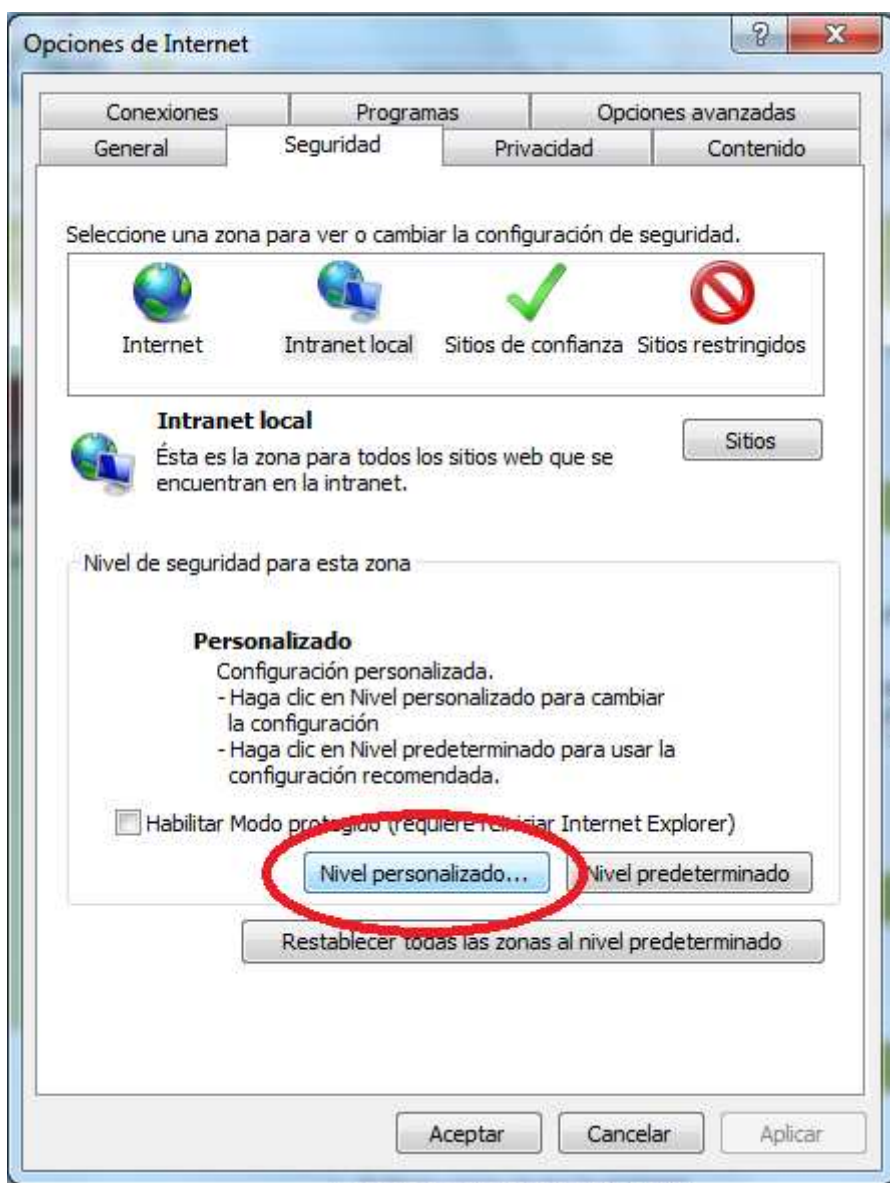 Opciones de Internet
?
X
Conexiones Programas Opciones avanzadas
General Seguridad Privacidad Contenido
Seleccione una zona para ver o cambiar la configuración de seguridad.
Internet Intranet local Sitios de confianza Sitios restringidos
Intranet local
Sitios
Ésta es la zona para todos los sitios web que se
encuentran en la intranet.
Nivel de seguridad para esta zona
Personalizado
Configuración personalizada.
- Haga clic en Nivel personalizado para cambiar
la configuración
- Haga clic en Nivel predeterminado para usar la
configuración recomendada.
Habilitar Modo protegido (requiere reiniciar Internet Explorer)
Nivel personalizado... Nivel predeterminado
Restablecer todas las zonas al nivel predeterminado
Aceptar Cancelar Aplicar